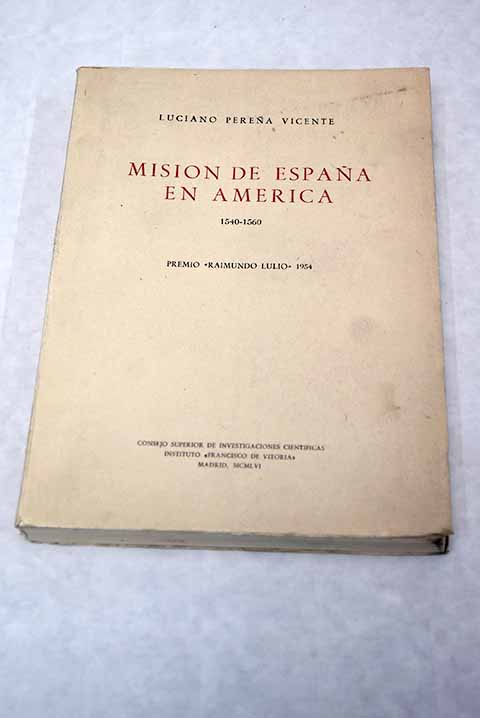 LUCIANO PEREÑA VICENTE
MISION DE ESPAÑA
EN AMERICA
1540-1560
PREMIO «RAIMUNDO LULIO» 1954
CONSEJO SUPERIOR DE INVESTIGACIONES CIENTIFICAS
INSTITUTO «FRANCISCO DE VITORIA»
MADRID, MCMLVI